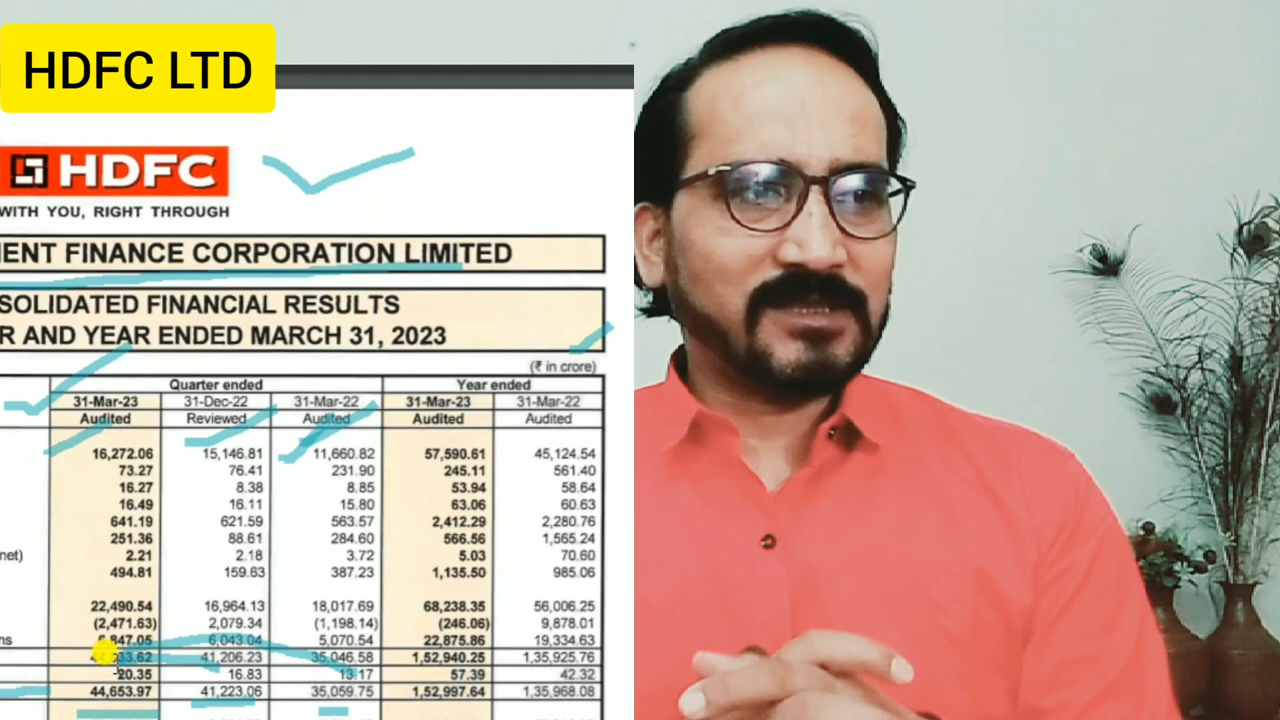 HDFC LTD
HDFC
WITH YOU, RIGHT THROUGH
ENT FINANCE CORPORATION LIMITED
SOLIDATED FINANCIAL RESULTS
R AND YEAR ENDED MARCH 31, 2023
(₹ in crore)
Quarter ended Year ended
31-Mar-23 31-Dec-22 31-Mar-22 31-Mar-23 31-Mar-22
Audited Reviewed Audited Audited Audited
16,272.06 15,146.81 11,660.82 57,590.61 45,124.54
73.27 76.41 231.90 245.11 561.40
16.27 8.38 8.85 53.94 58.64
16.49 16.11 15.80 63.06 60.63
641.19 621.59 563.57 2,412.29 2,280.76
251.36 88.61 284.60 566.56 1,565.24
net) 2.21 2.18 3.72 5.03 70.60
494.81 159.63 387.23 1,135.50 985.06
22,490.54 16,964.13 18,017.69 68,238.35 56,006.25
(2,471.63) 2,079.34 (1,198.14) (246.06) 9,878.01
ns 6,847.05 6,043.04 5,070.54 22,875.86 19,334.63
41,206.23 35,046.58 1,52,940.25 1,35,925.76
20.35 16.83 13.17 57.39 42.32
44,653.97 41,223.06 35,059.75 1,52,997.64 1,35,968.08